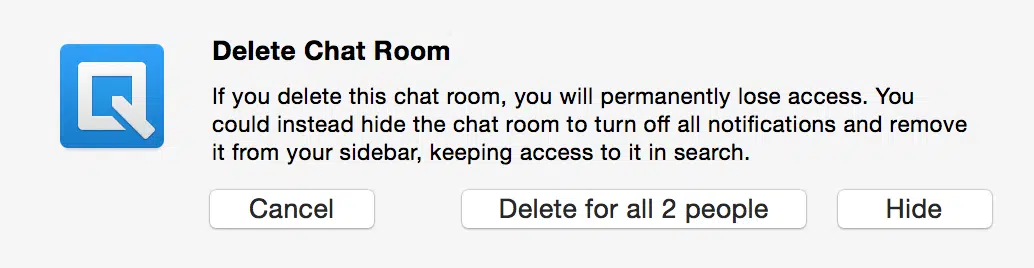 Delete Chat Room
If you delete this chat room, you will permanently lose access. You
could instead hide the chat room to turn off all notifications and remove
it from your sidebar, keeping access to it in search.
Cancel
Delete for all 2 people
Hide